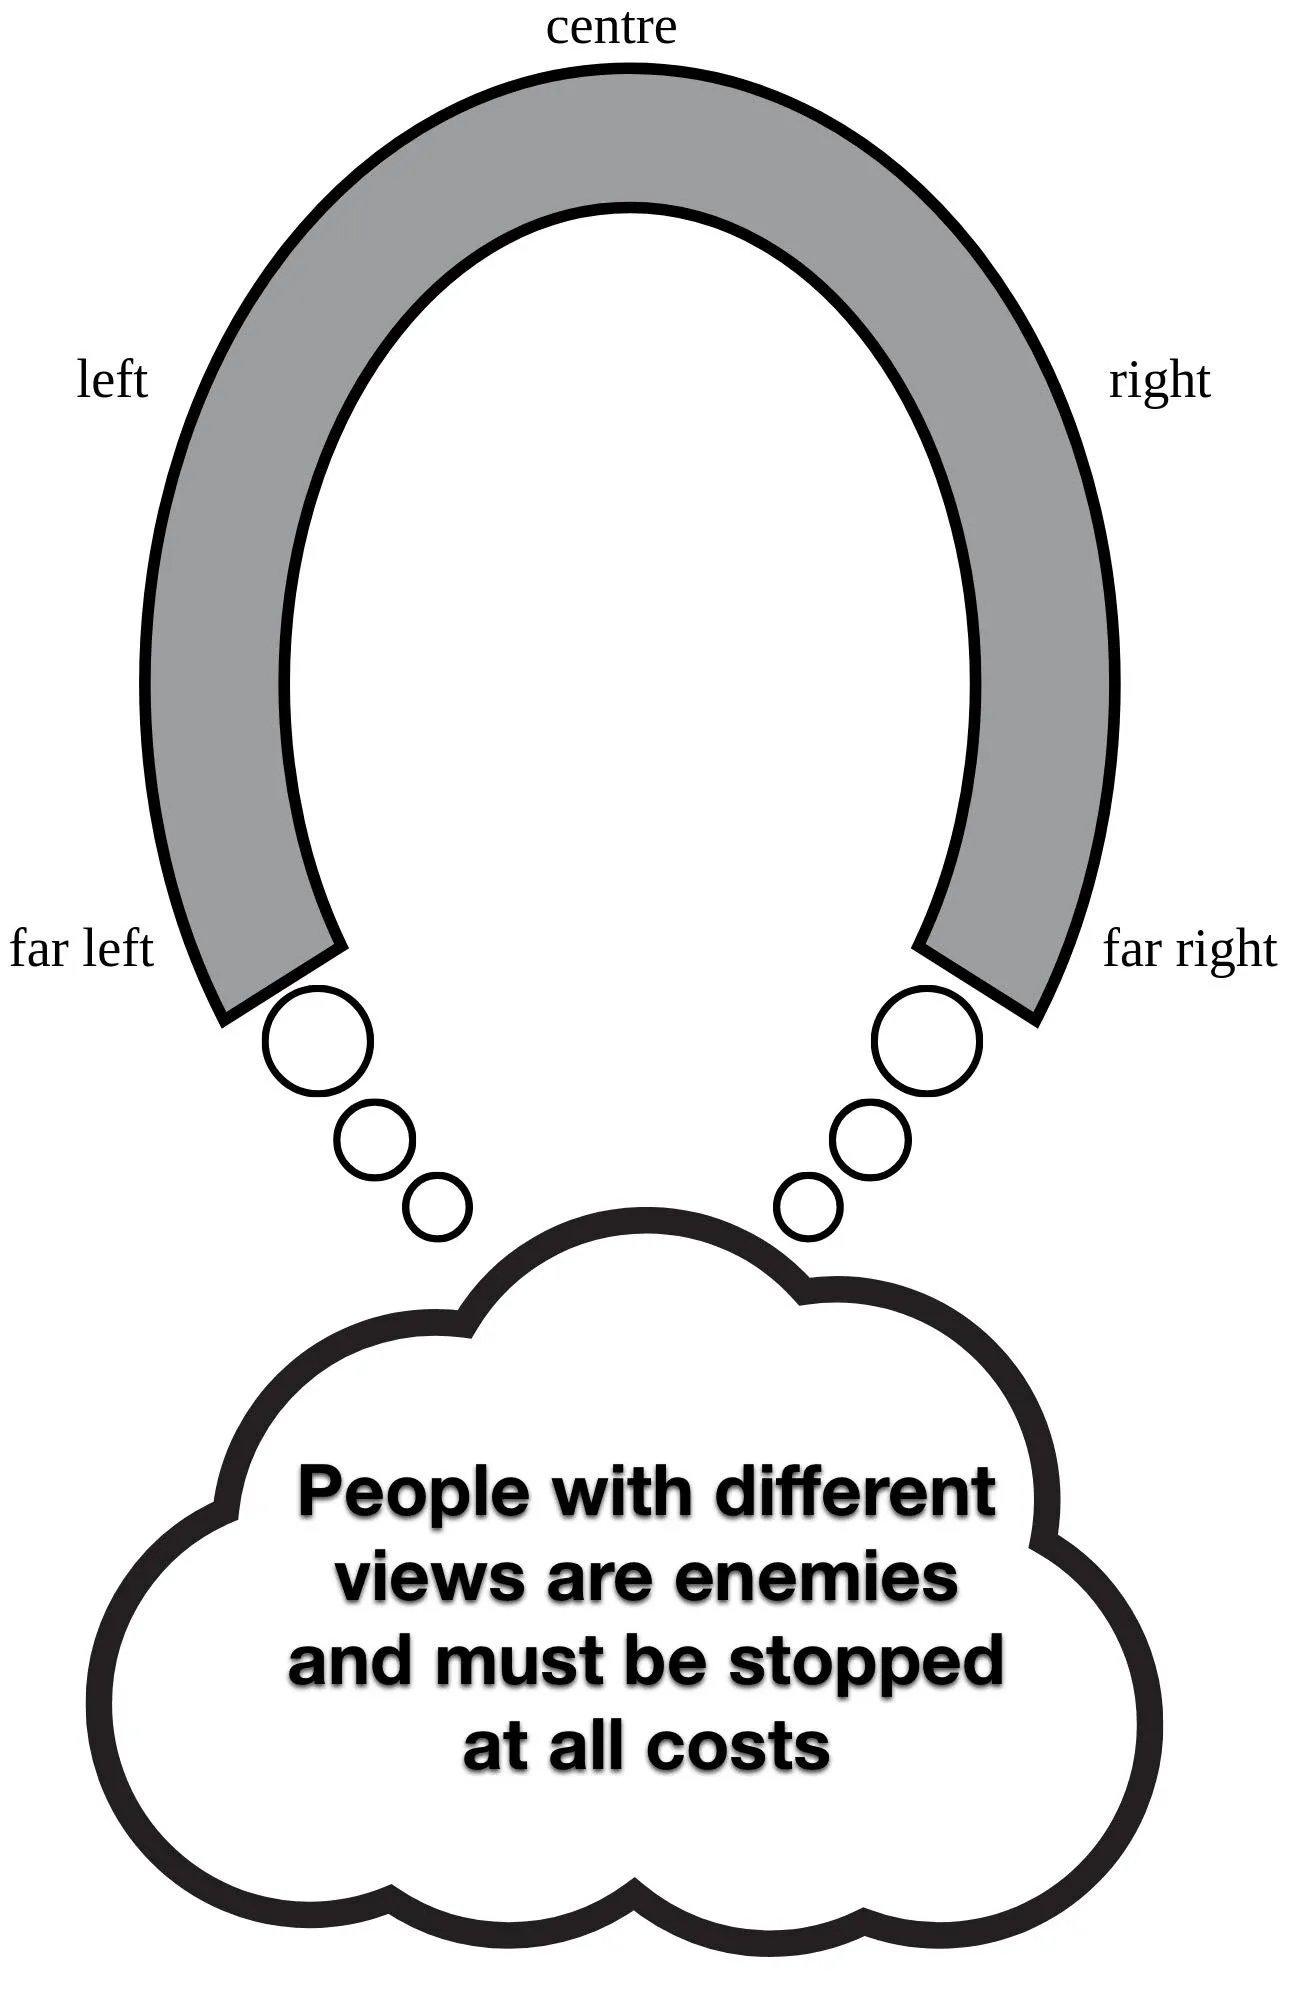 centre
left
right
far left
far right
People with different
views are enemies
and must be stopped
at all costs